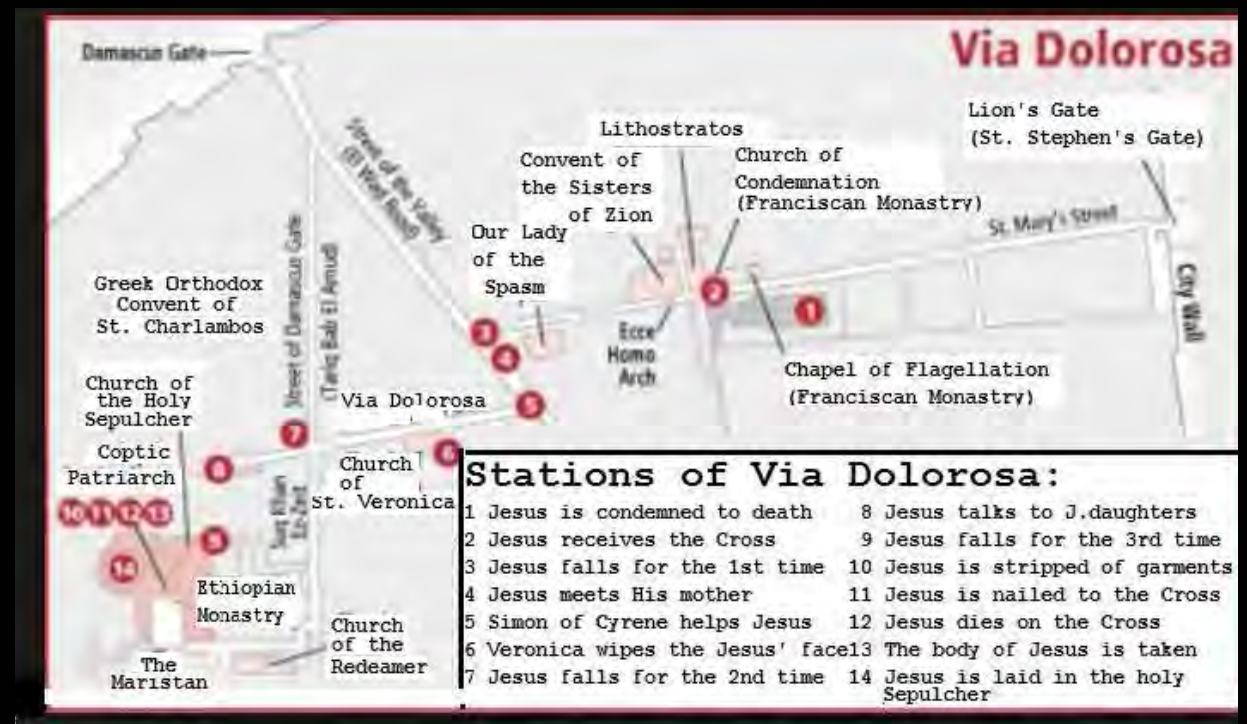 Via Dolorosa
Damascus Gate
Lion's Gate
(St. Stephen's Gate)
Lithostratos
Convent of
the Sisters
of Zion
Church of
Condemnation
(Franciscan Monastry)
Street of the Valley
(El Wad Road)
St. Mary's Street
Our Lady
of the
Spasm
Street of Damascus Gate
(Tariq Bab El Amud)
Greek Orthodox
Convent of
St. Charlambos
City Wall
2
1
3
4
Ecce
Homo
Arch
Chapel of Flagellation
(Franciscan Monastry)
Church of
the Holy
Sepulcher
Via Dolorosa
5
7
6
8
Coptic
Patriarch
Church
of
St. Veronica
Suq Khan
Ez-Zeit
10 11 12 13
9
14
Ethiopian
Monastry
Church
of the
Redeamer
The
Maristan
Stations of Via Dolorosa:
1 Jesus is condemned to death
2 Jesus receives the Cross
3 Jesus falls for the 1st time
4 Jesus meets His mother
5 Simon of Cyrene helps Jesus
6 Veronica wipes the Jesus' face
7 Jesus falls for the 2nd time
8 Jesus talks to J.daughters
9 Jesus falls for the 3rd time
10 Jesus is stripped of garments
11 Jesus is nailed to the Cross
12 Jesus dies on the Cross
13 The body of Jesus is taken
14 Jesus is laid in the holy
Sepulcher